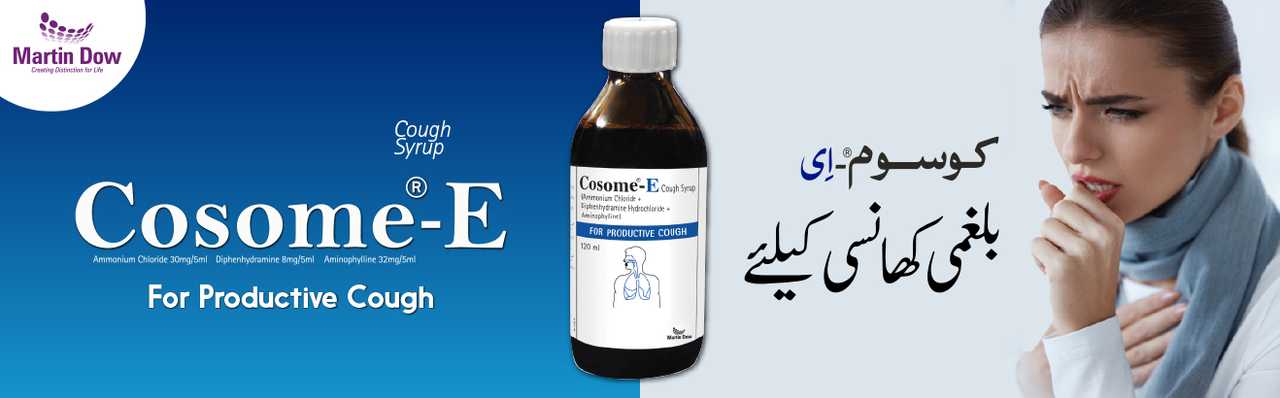 Martin Dow
Creating Distinction for Life
Cough
Syrup
Cosome®-E
Ammonium Chloride 30mg/5ml Diphenhydramine 8mg/5ml Aminophylline 32mg/5ml
For Productive Cough
Cosome®-E Cough Syrup
(Ammonium Chloride +
Diphenhydramine Hydrochloride +
Aminophylline)
FOR PRODUCTIVE COUGH
120 ml
Martin Dow
کوسوم®-اِی
بلغمی کھانسی کیلئے